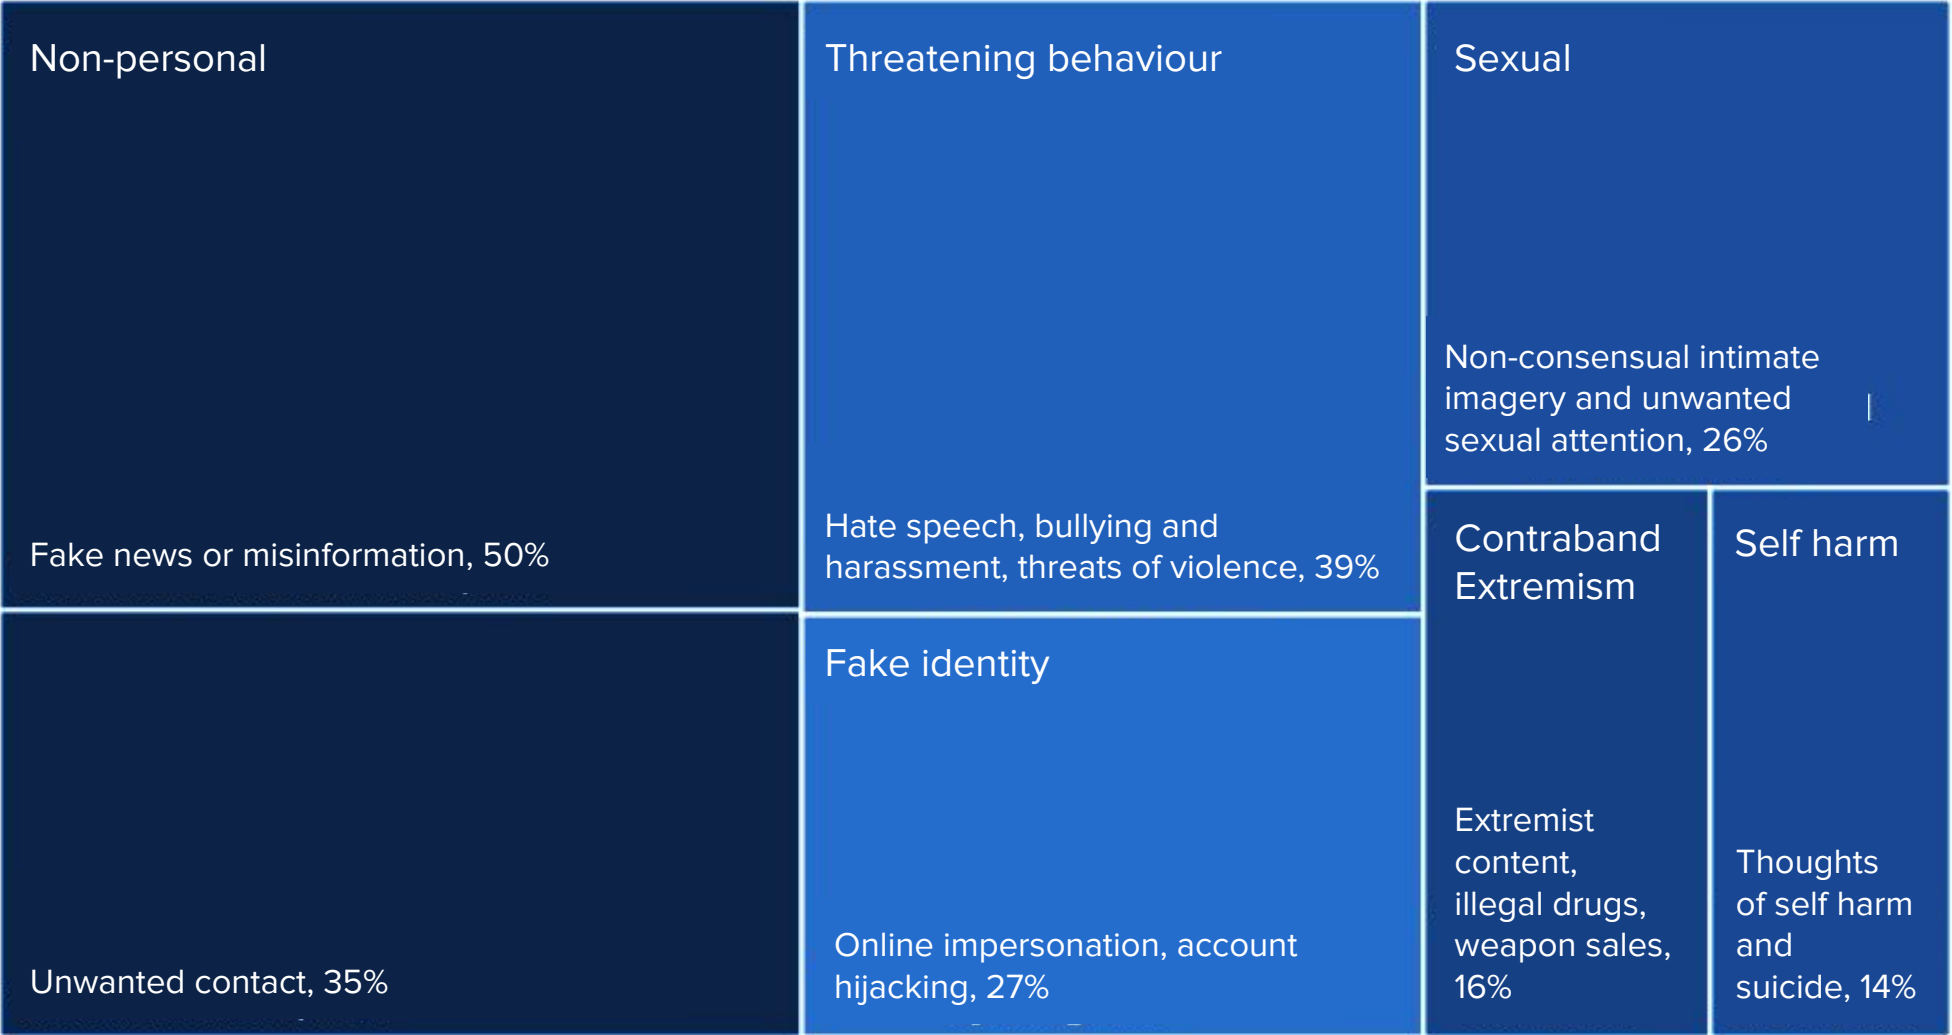 Non-personal
Fake news or misinformation, 50%
Unwanted contact, 35%
Threatening behaviour
Hate speech, bullying and
harassment, threats of violence, 39%
Fake identity
Online impersonation, account
hijacking, 27%
Sexual
Non-consensual intimate
imagery and unwanted
sexual attention, 26%
Contraband
Extremism
Extremist
content,
illegal drugs,
weapon sales,
16%
Self harm
Thoughts
of self harm
and
suicide, 14%